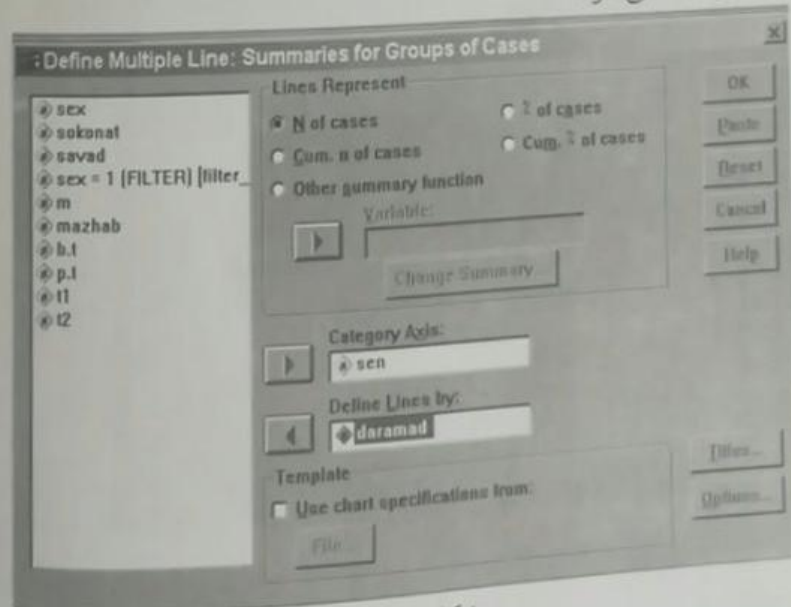 : Define Multiple Line: Summaries for Groups of Cases
sex
sokonat
savad
sex = 1 (FILTER) [filter_
m
mazhab
b.t
p.t
t1
t2
Lines Represent
N of cases
% of cases
Cum. n of cases
Cum. % of cases
Other summary function
Variable:
Change Summary
Category Axis:
sen
Define Lines by:
daramad
Template
Use chart specifications from:
File...
OK
Paste
Reset
Cancel
Help
Titles...
Options...